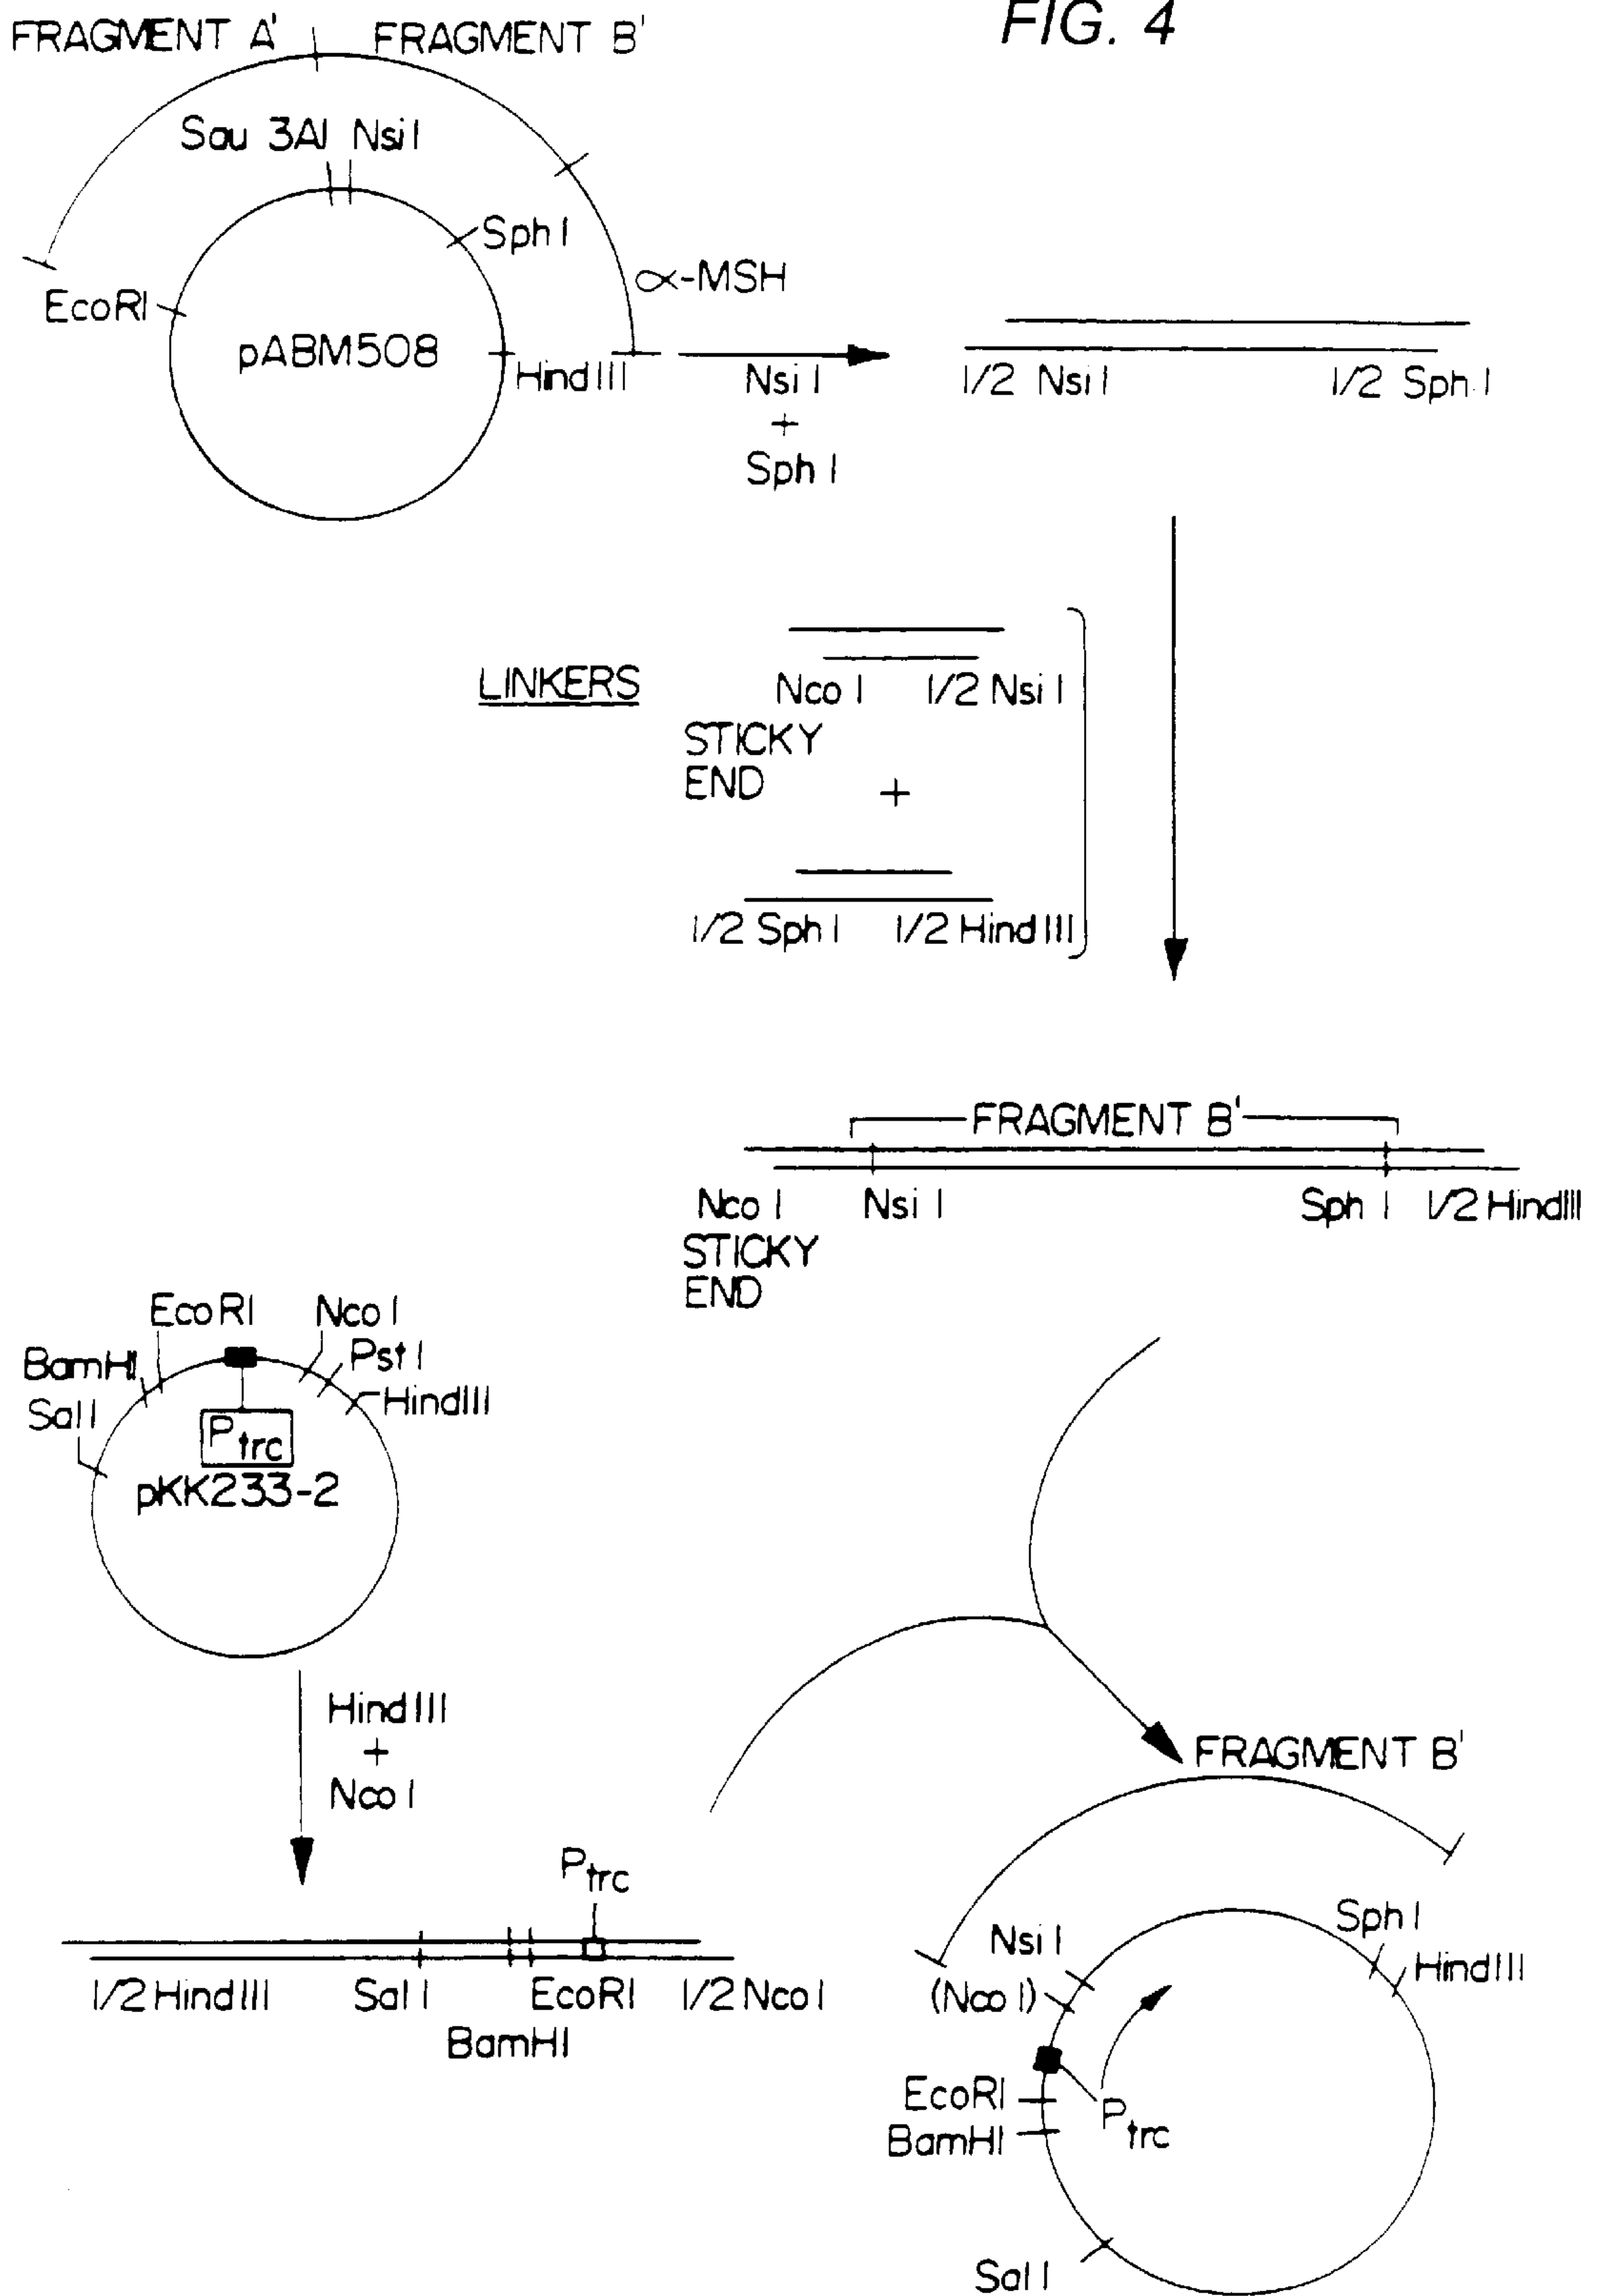 FIG. 4
FRAGMENT A' FRAGMENT B'
Sau 3AI NsiI
SphI
α-MSH
EcoRI
pABM508
HindIII
NsiI
+
SphI
1/2 NsiI 1/2 SphI
LINKERS
NcoI 1/2 NsiI
STICKY
END
+
1/2 SphI 1/2 HindIII
FRAGMENT B'
NcoI NsiI SphI 1/2 HindIII
STICKY
END
EcoRI NcoI
BamHI PstI
SalI HindIII
Ptrc
pKK233-2
HindIII
+
NcoI
FRAGMENT B'
Ptrc
1/2 HindIII SalI EcoRI 1/2 NcoI
BamHI
NsiI SphI
(NcoI) HindIII
EcoRI
BamHI Ptrc
SalI